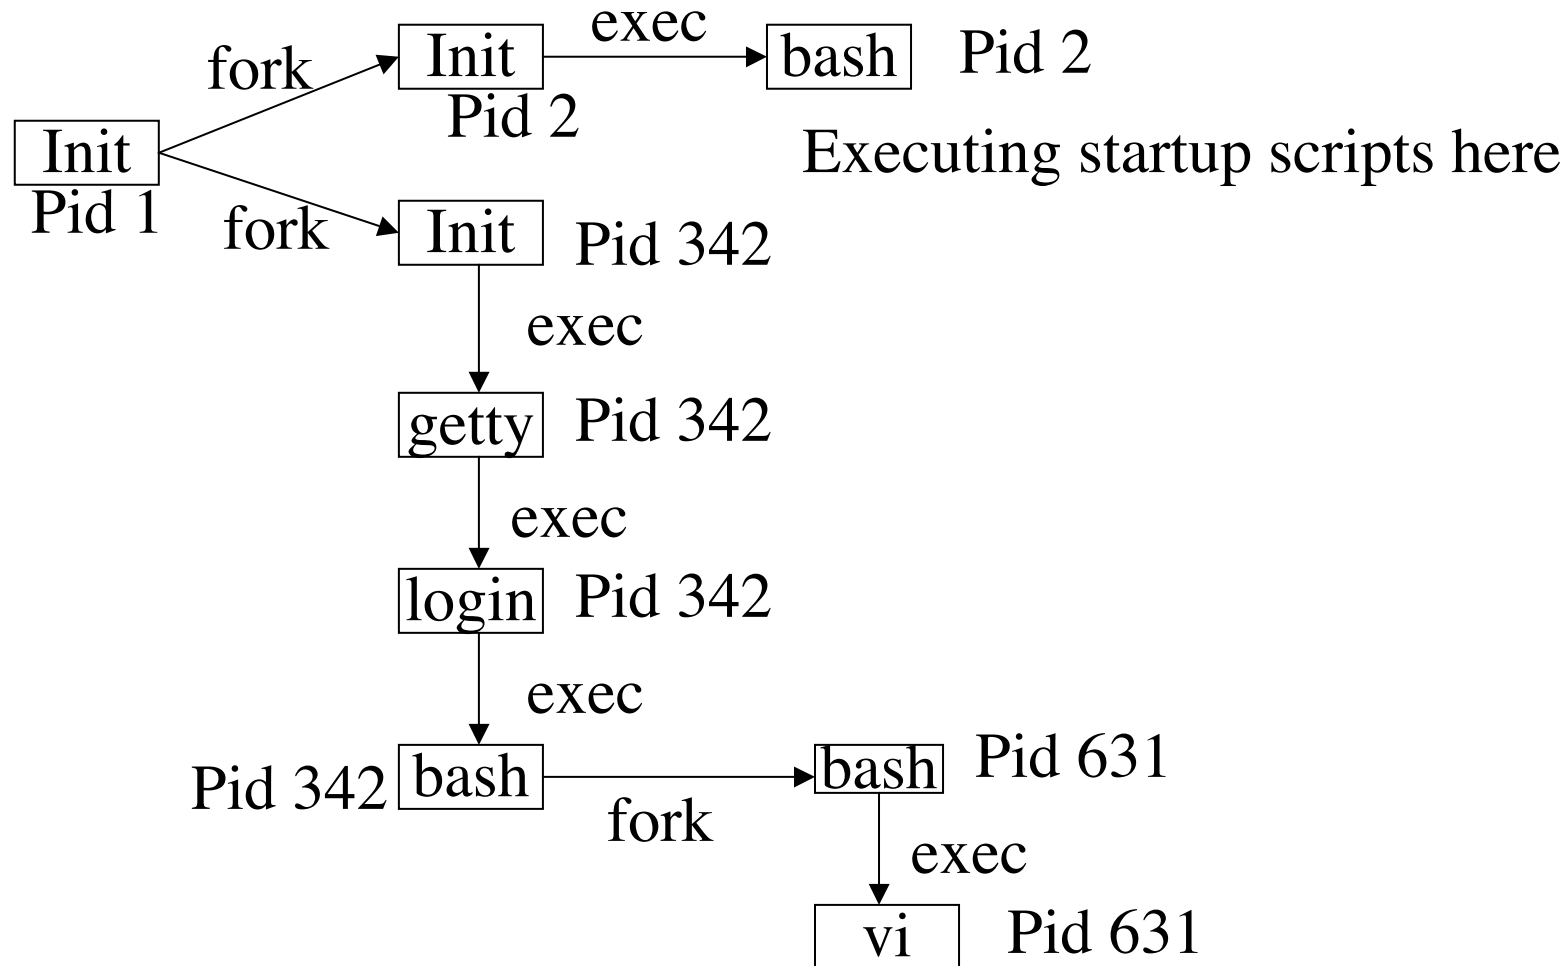 exec
fork
Init
bash
Pid 2
Pid 2
Init
Executing startup scripts here
Pid 1
fork
Init
Pid 342
exec
getty
Pid 342
exec
login
Pid 342
exec
Pid 342
bash
bash
Pid 631
fork
exec
vi
Pid 631